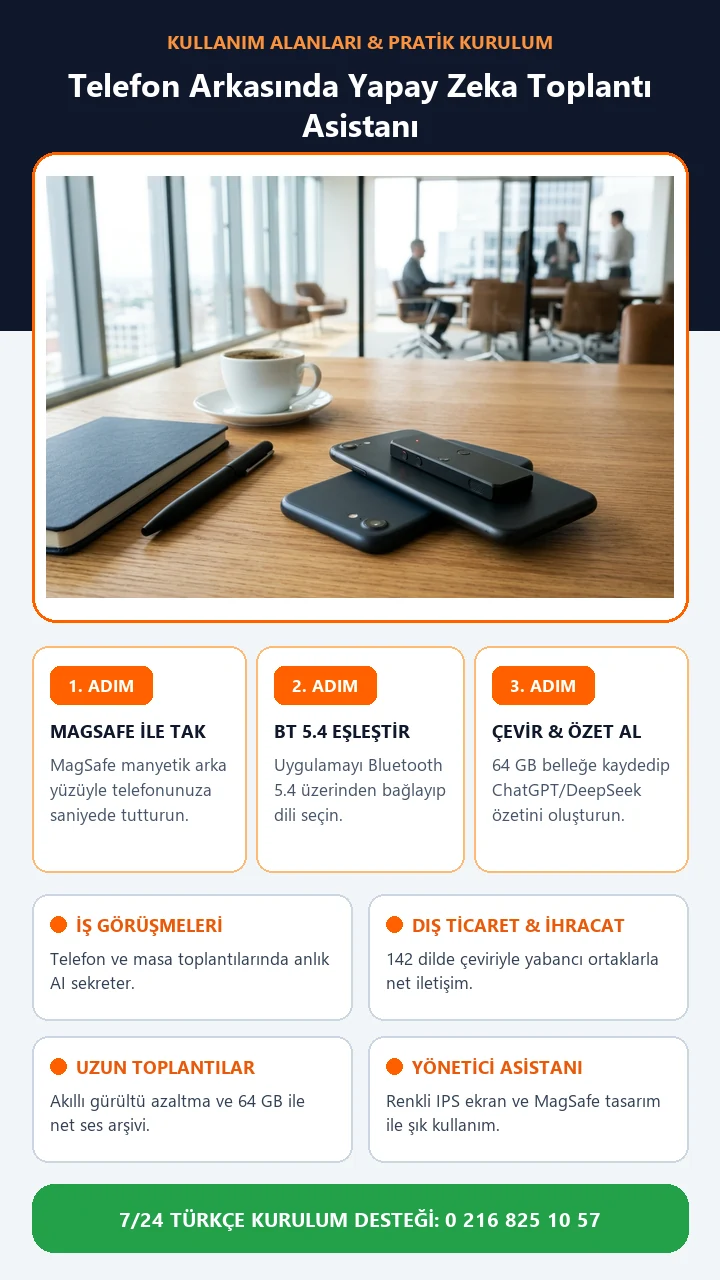 KULLANIM ALANLARI & PRATİK KURULUM
Telefon Arkasında Yapay Zeka Toplantı
Asistanı
1. ADIM
MAGSAFE İLE TAK
MagSafe manyetik arka
yüzüyle telefonunuza
saniyede tutturun.
2. ADIM
BT 5.4 EŞLEŞTİR
Uygulamayı Bluetooth
5.4 üzerinden bağlayıp
dili seçin.
3. ADIM
ÇEVİR & ÖZET AL
64 GB belleğe kaydedip
ChatGPT/DeepSeek
özetini oluşturun.
İŞ GÖRÜŞMELERİ
Telefon ve masa toplantılarında anlık
AI sekreter.
DIŞ TİCARET & İHRACAT
142 dilde çeviriyle yabancı ortaklarla
net iletişim.
UZUN TOPLANTILAR
Akıllı gürültü azaltma ve 64 GB ile
net ses arşivi.
YÖNETİCİ ASİSTANI
Renkli IPS ekran ve MagSafe tasarım
ile şık kullanım.
7/24 TÜRKÇE KURULUM DESTEĞİ: 0 216 825 10 57